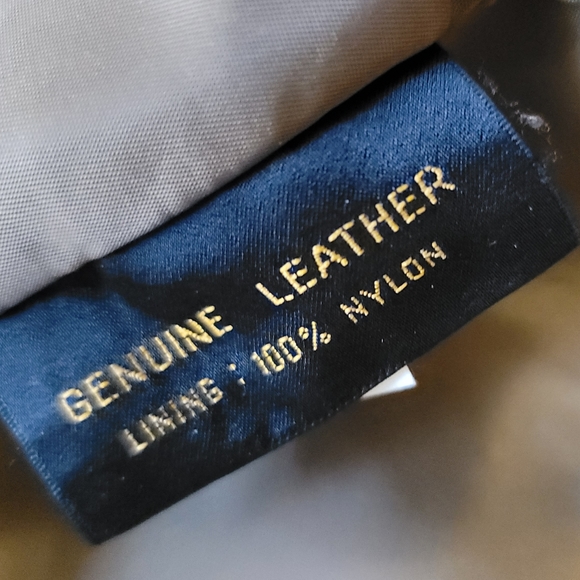 GENUINE LEATHER
LINING : 100% NYLON